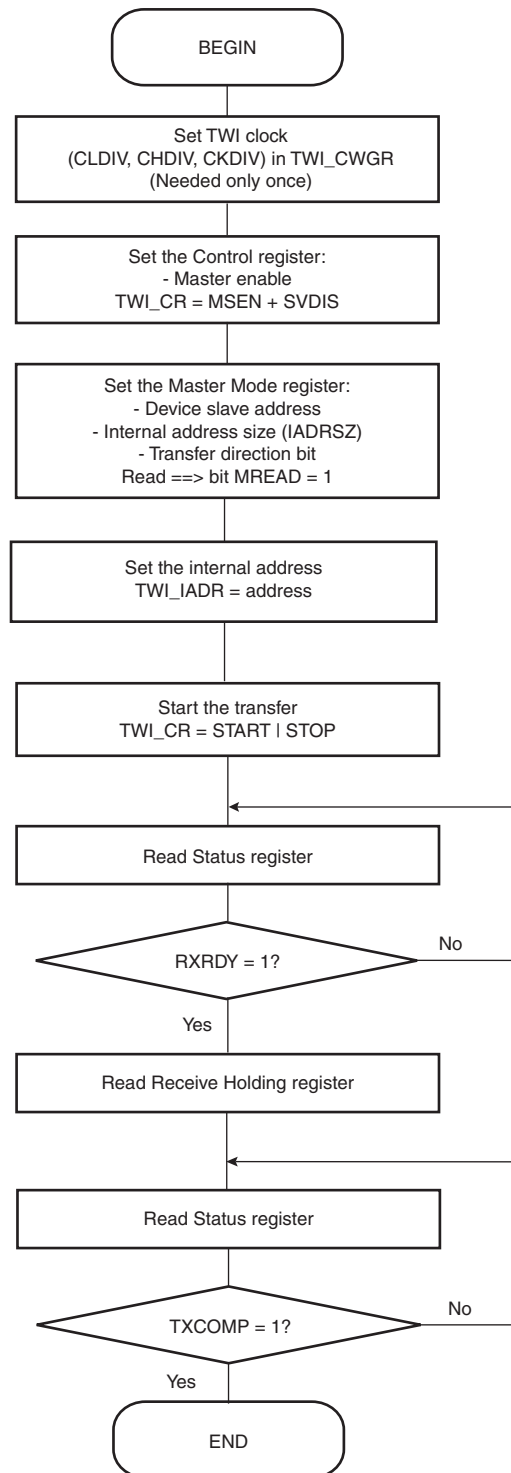 BEGIN
Set TWI clock
(CLDIV, CHDIV, CKDIV) in TWI_CWGR
(Needed only once)
Set the Control register:
- Master enable
TWI_CR = MSEN + SVDIS
Set the Master Mode register:
- Device slave address
- Internal address size (IADRSZ)
- Transfer direction bit
Read ==> bit MREAD = 1
Set the internal address
TWI_IADR = address
Start the transfer
TWI_CR = START | STOP
Read Status register
RXRDY = 1?
No
Yes
Read Receive Holding register
Read Status register
TXCOMP = 1?
No
Yes
END